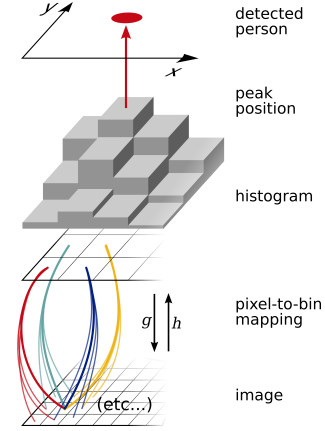 y
detected
person
x
peak
position
histogram
pixel-to-bin
mapping
g
h
image
(etc...)